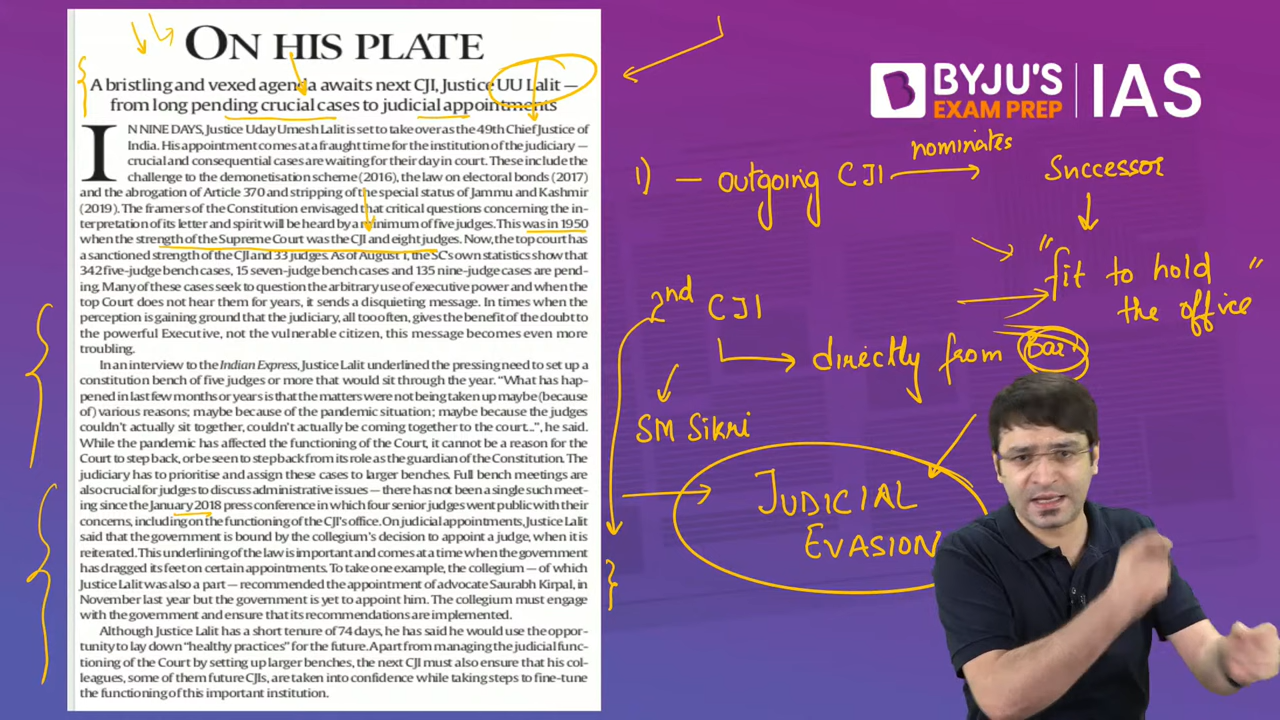 ON HIS PLATE
A bristling and vexed agenda awaits next CJI, Justice UU Lalit —
from long pending crucial cases to judicial appointments
IN NINE DAYS, Justice Uday Umesh Lalit is set to take over as the 49th Chief Justice of
India. His appointment comes at a fraught time for the institution of the judiciary —
crucial and consequential cases are waiting for their day in court. These include the
challenge to the demonetisation scheme (2016), the law on electoral bonds (2017)
and the abrogation of Article 370 and stripping of the special status of Jammu and Kashmir
(2019). The framers of the Constitution envisaged that critical questions concerning the in-
terpretation of its letter and spirit will be heard by a minimum of five judges. This was in 1950
when the strength of the Supreme Court was the CJI and eight judges. Now, the top court has
a sanctioned strength of the CJI and 33 judges. As of August 1, the SC's own statistics show that
342 five-judge bench cases, 15 seven-judge bench cases and 135 nine-judge cases are pend-
ing. Many of these cases seek to question the arbitrary use of executive power and when the
top Court does not hear them for years, it sends a disquieting message. In times when the
perception is gaining ground that the judiciary, all too often, gives the benefit of the doubt to
the powerful Executive, not the vulnerable citizen, this message becomes even more
troubling.
In an interview to the Indian Express, Justice Lalit underlined the pressing need to set up a
constitution bench of five judges or more that would sit through the year. "What has hap-
pened in last few months or years is that the matters were not being taken up maybe (because
of) various reasons; maybe because of the pandemic situation; maybe because the judges
couldn't actually sit together, couldn't actually be coming together to the court...", he said.
While the pandemic has affected the functioning of the Court, it cannot be a reason for the
Court to step back, or be seen to step back from its role as the guardian of the Constitution. The
judiciary has to prioritise and assign these cases to larger benches. Full bench meetings are
also crucial for judges to discuss administrative issues — there has not been a single such meet-
ing since the January 2018 press conference in which four senior judges went public with their
concerns, including on the functioning of the CJI's office. On judicial appointments, Justice Lalit
said that the government is bound by the collegium's decision to appoint a judge, when it is
reiterated. This underlining of the law is important and comes at a time when the government
has dragged its feet on certain appointments. To take one example, the collegium — of which
Justice Lalit was also a part — recommended the appointment of advocate Saurabh Kirpal, in
November last year but the government is yet to appoint him. The collegium must engage
with the government and ensure that its recommendations are implemented.
Although Justice Lalit has a short tenure of 74 days, he has said he would use the oppor-
tunity to lay down "healthy practices" for the future. Apart from managing the judicial func-
tioning of the Court by setting up larger benches, the next CJI must also ensure that his col-
leagues, some of them future CJIs, are taken into confidence while taking steps to fine-tune
the functioning of this important institution.
BYJU'S
EXAM PREP
IAS
1) — outgoing CJI nominates Successor
"fit to hold
the office"
2nd CJI
directly from Bar
SM Sikri
JUDICIAL
EVASION